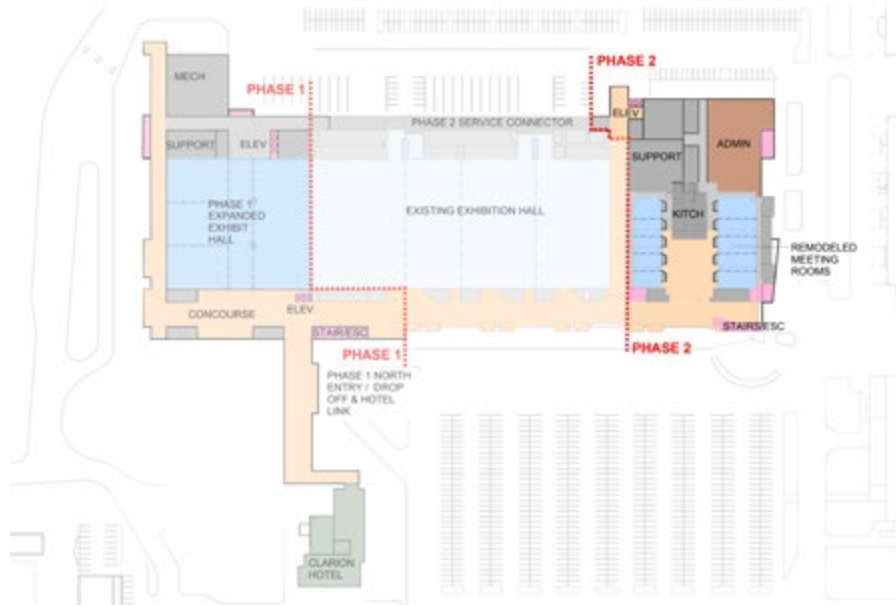 PHASE 2
MECH
PHASE 1
ELEV
PHASE 2 SERVICE CONNECTOR
SUPPORT
ELEV
ADMIN
SUPPORT
PHASE 1
EXPANDED
EXHIBIT
HALL
EXISTING EXHIBITION HALL
KITCH
REMODELED
MEETING
ROOMS
CONCOURSE
ELEV
STAIR/ESC
STAIRS/ESC
PHASE 1
PHASE 2
PHASE 1 NORTH
ENTRY / DROP
OFF & HOTEL
LINK
CLARION
HOTEL